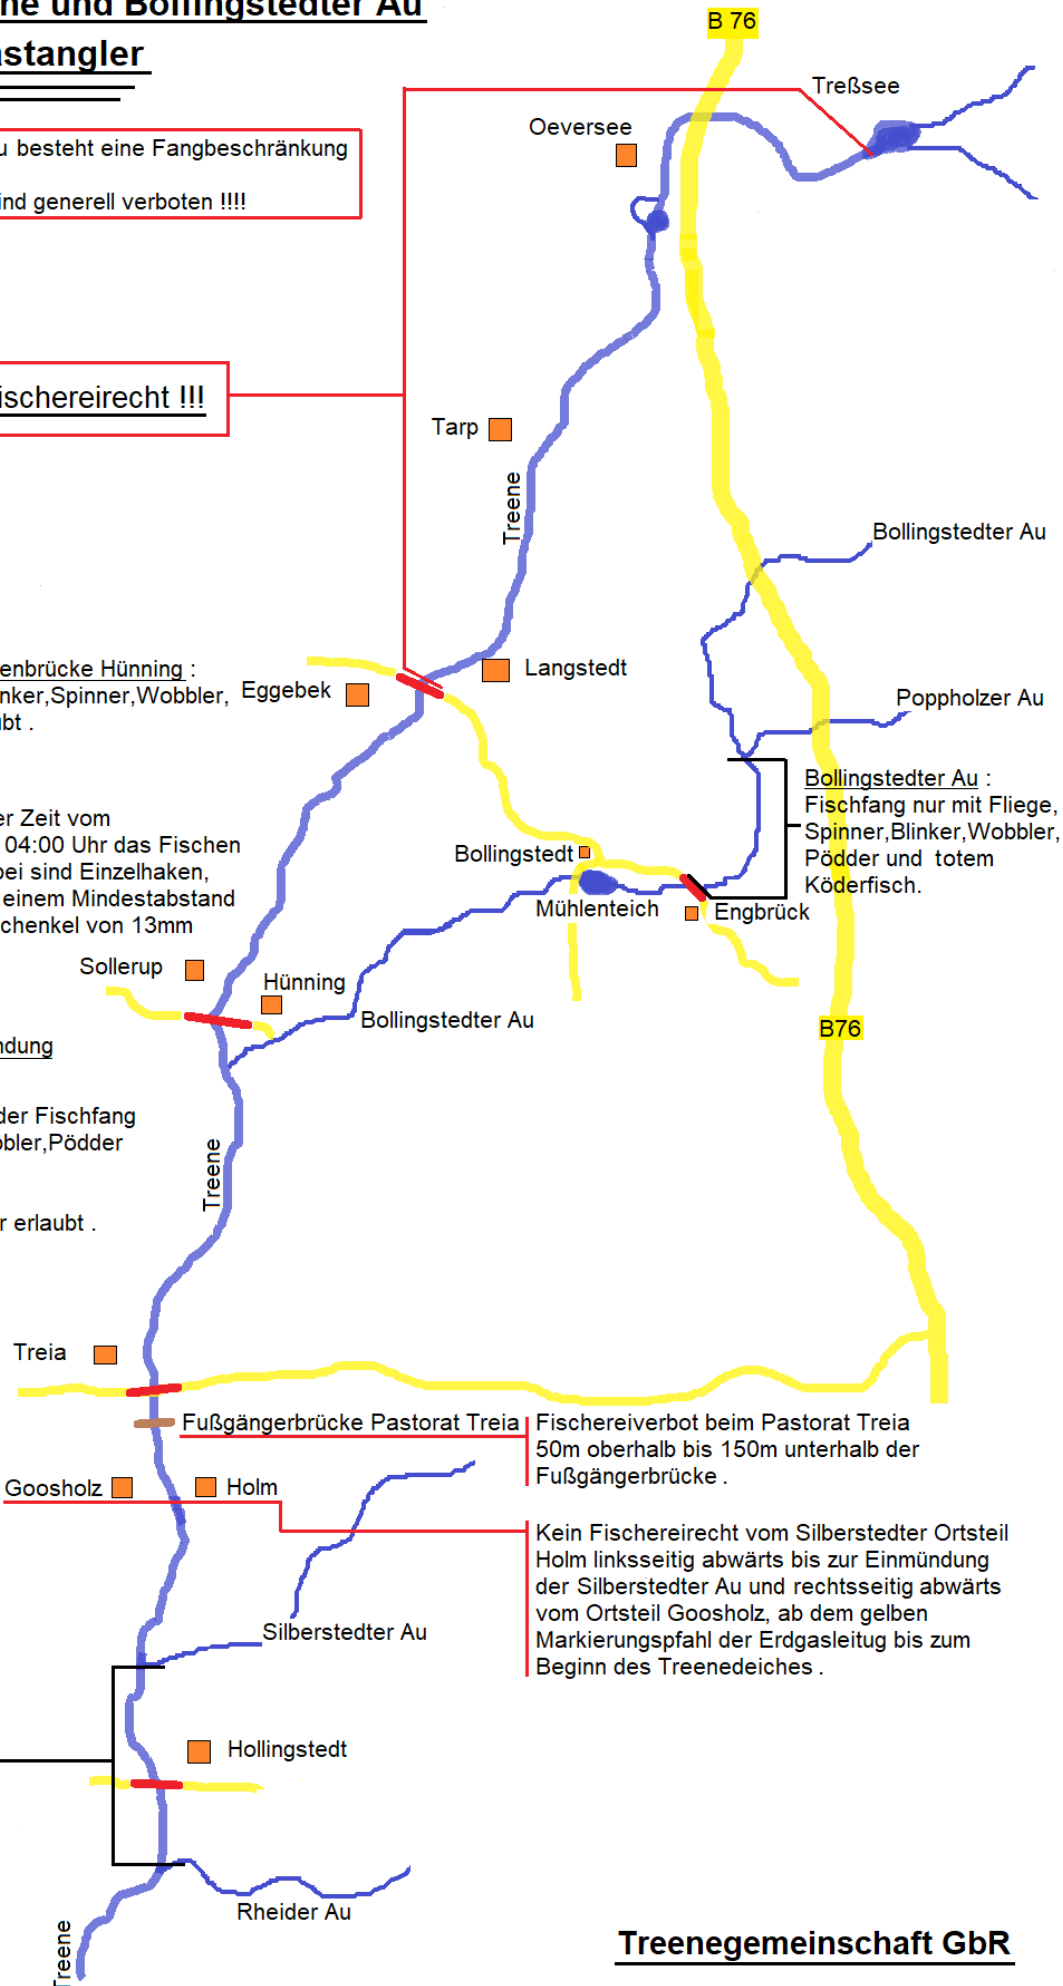 ne und Bollingstedter Au
astangler
B 76
Treßsee
Oeversee
u besteht eine Fangbeschränkung
ind generell verboten !!!!
ischereirecht !!!
Tarp
Treene
Bollingstedter Au
enbrücke Hünning :
nker,Spinner,Wobbler,
ubt .
Eggebek
Langstedt
Poppholzer Au
Bollingstedter Au :
Fischfang nur mit Fliege,
Spinner,Blinker,Wobbler,
Pödder und totem
Köderfisch.
er Zeit vom
04:00 Uhr das Fischen
bei sind Einzelhaken,
einem Mindestabstand
chenkel von 13mm
Bollingstedt
Mühlenteich
Engbrück
Sollerup
Hünning
Bollingstedter Au
B76
ndung
der Fischfang
bbler,Pödder
r erlaubt .
Treene
Treia
Fußgängerbrücke Pastorat Treia
Fischereiverbot beim Pastorat Treia
50m oberhalb bis 150m unterhalb der
Fußgängerbrücke .
Goosholz
Holm
Kein Fischereirecht vom Silberstedter Ortsteil
Holm linksseitig abwärts bis zur Einmündung
der Silberstedter Au und rechtsseitig abwärts
vom Ortsteil Goosholz, ab dem gelben
Markierungspfahl der Erdgasleitug bis zum
Beginn des Treenedeiches .
Silberstedter Au
Hollingstedt
Rheider Au
Treene
Treenegemeinschaft GbR